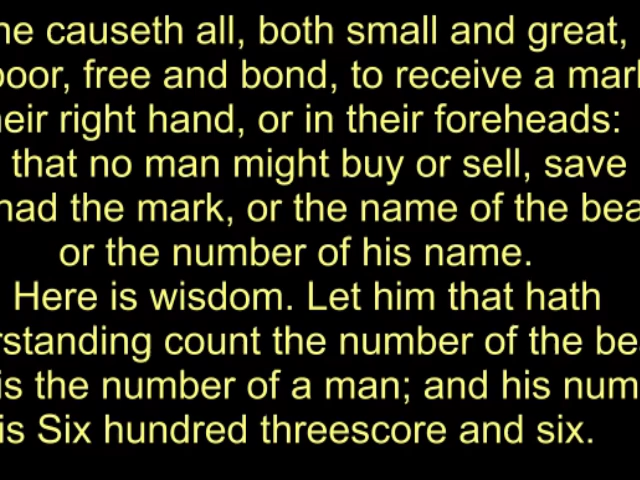 he causeth all, both small and great,
poor, free and bond, to receive a mark
heir right hand, or in their foreheads:
that no man might buy or sell, save
had the mark, or the name of the bea
or the number of his name.
Here is wisdom. Let him that hath
rstanding count the number of the be
is the number of a man; and his num
is Six hundred threescore and six.